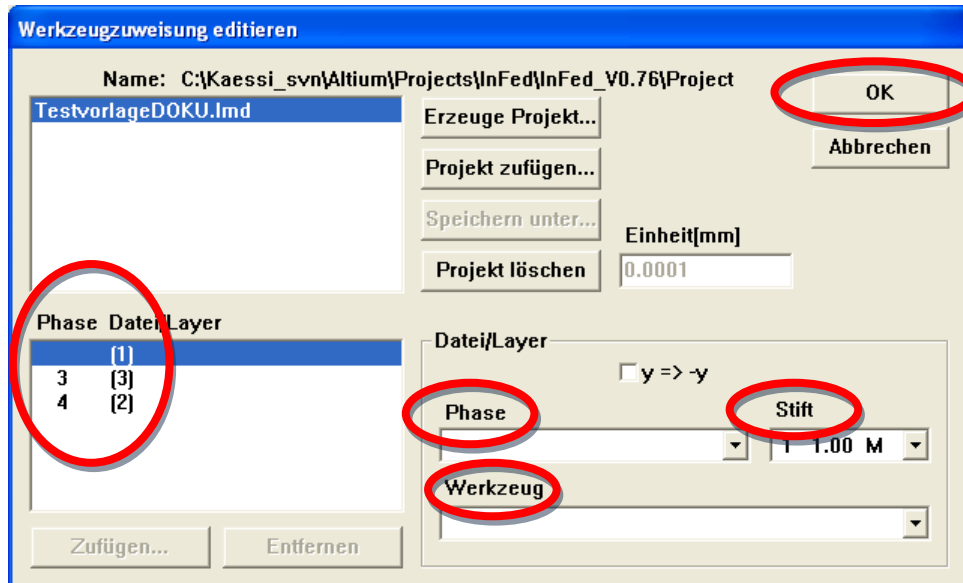 Werkzeugzuweisung editieren
Name: C:\Kaessi_svn\Altium\Projects\InFed\InFed_V0.76\Project
TestvorlageDOKU.lmd
Erzeuge Projekt...
Projekt zufügen...
Speichern unter...
Projekt löschen
OK
Abbrechen
Einheit[mm]
0.0001
Phase Datei/Layer
(1)
3 (3)
4 (2)
Zufügen...
Entfernen
Datei/Layer
y => -y
Phase
Stift
1 1.00 M
Werkzeug